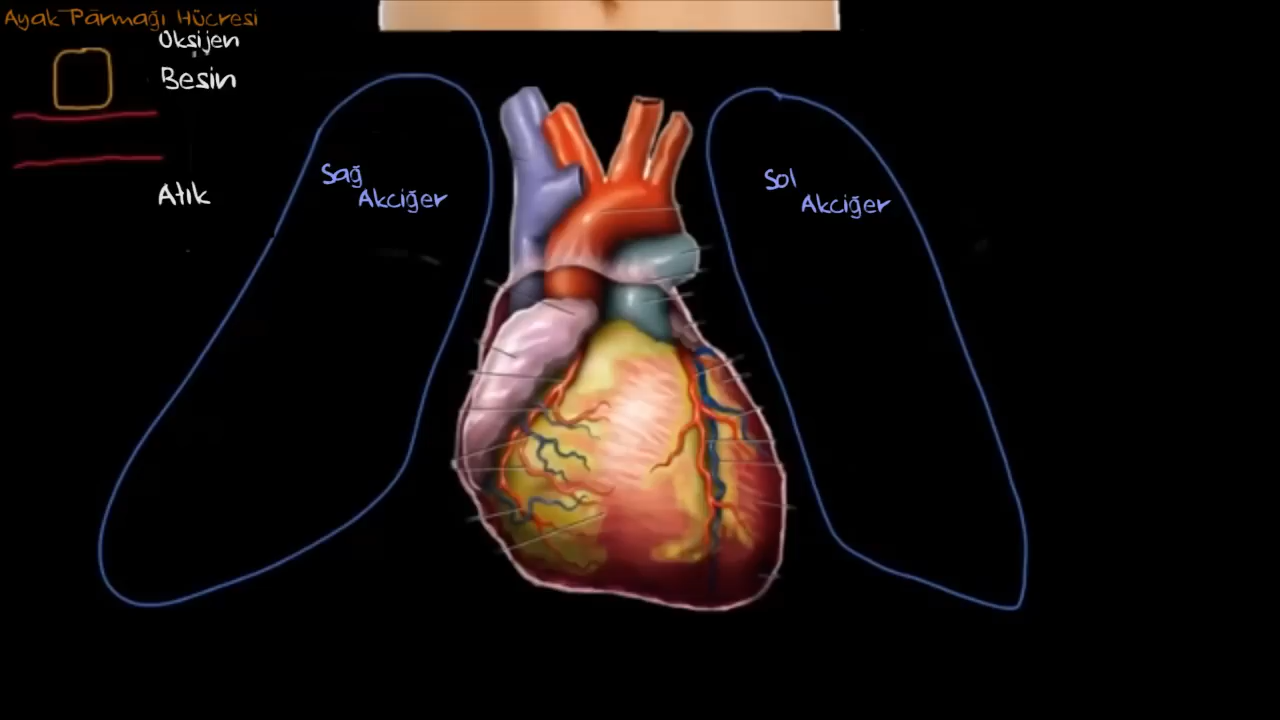 Ayak Parmağı Hücresi
Oksijen
Besin
Atık
Sağ
Akciğer
Sol
Akciğer